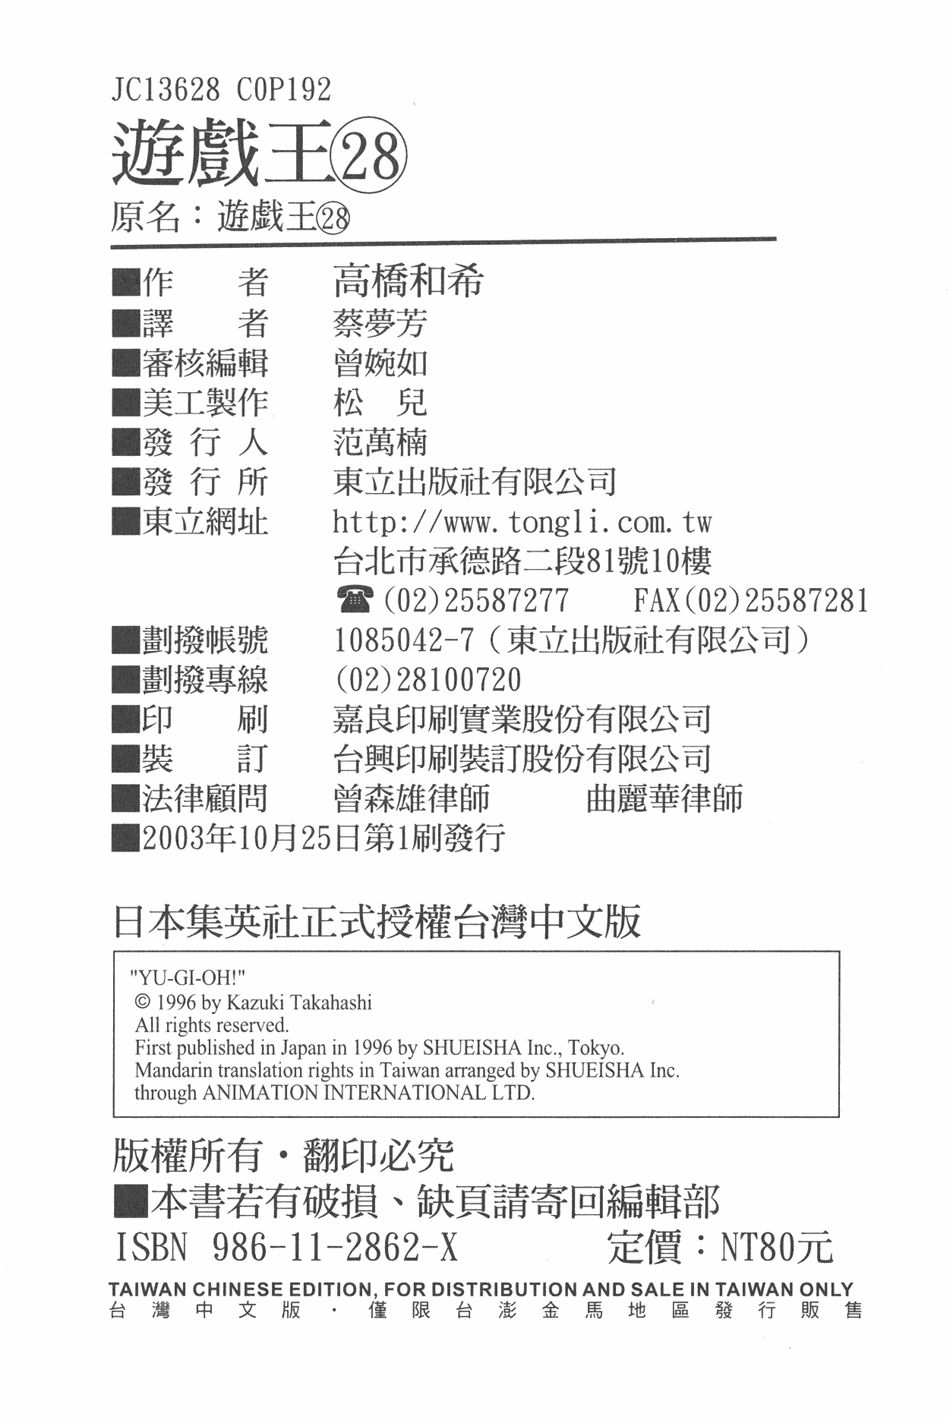 JC13628 C0P192
遊戲王㉘
原名：遊戯王㉘
■作　　者　　高橋和希
■譯　　者　　蔡夢芳
■審核編輯　　曾婉如
■美工製作　　松　兒
■發 行 人　　范萬楠
■發 行 所　　東立出版社有限公司
■東立網址　　http://www.tongli.com.tw
台北市承德路二段81號10樓
☎(02)25587277　　FAX(02)25587281
■劃撥帳號　　1085042-7（東立出版社有限公司）
■劃撥專線　　(02)28100720
■印　　刷　　嘉良印刷實業股份有限公司
■裝　　訂　　台興印刷裝訂股份有限公司
■法律顧問　　曾森雄律師　　　曲麗華律師
■2003年10月25日第1刷發行
日本集英社正式授權台灣中文版
"YU-GI-OH!"
© 1996 by Kazuki Takahashi
All rights reserved.
First published in Japan in 1996 by SHUEISHA Inc., Tokyo.
Mandarin translation rights in Taiwan arranged by SHUEISHA Inc.
through ANIMATION INTERNATIONAL LTD.
版權所有・翻印必究
■本書若有破損、缺頁請寄回編輯部
ISBN 986-11-2862-X　　　定價：NT80元
TAIWAN CHINESE EDITION, FOR DISTRIBUTION AND SALE IN TAIWAN ONLY
台灣中文版・僅限台澎金馬地區發行販售